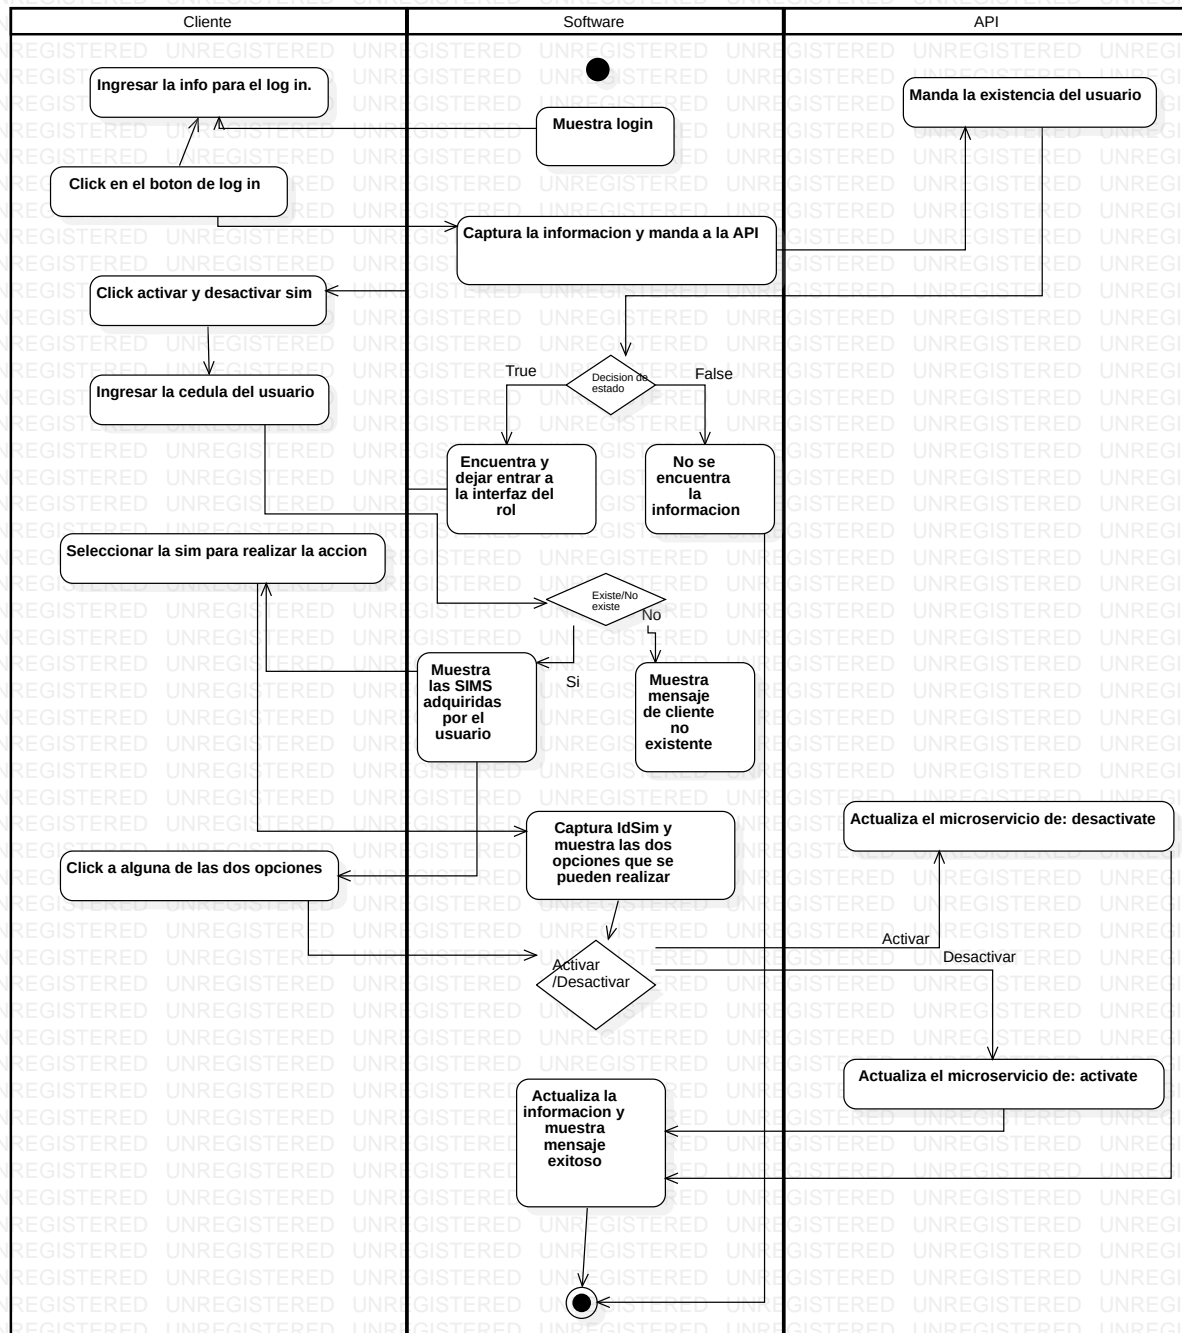 Cliente
Software
API
Ingresar la info para el log in.
Muestra login
Manda la existencia del usuario
Click en el boton de log in
Captura la informacion y manda a la API
Click activar y desactivar sim
Decision de
estado
True
False
Ingresar la cedula del usuario
Encuentra y
dejar entrar a
la interfaz del
rol
No se
encuentra
la
informacion
Seleccionar la sim para realizar la accion
Existe/No
existe
No
Si
Muestra
las SIMS
adquiridas
por el
usuario
Muestra
mensaje
de cliente
no
existente
Captura IdSim y
muestra las dos
opciones que se
pueden realizar
Actualiza el microservicio de: desactivate
Click a alguna de las dos opciones
Activar
/Desactivar
Activar
Desactivar
Actualiza el microservicio de: activate
Actualiza la
informacion y
muestra
mensaje
exitoso
UNREGISTERED